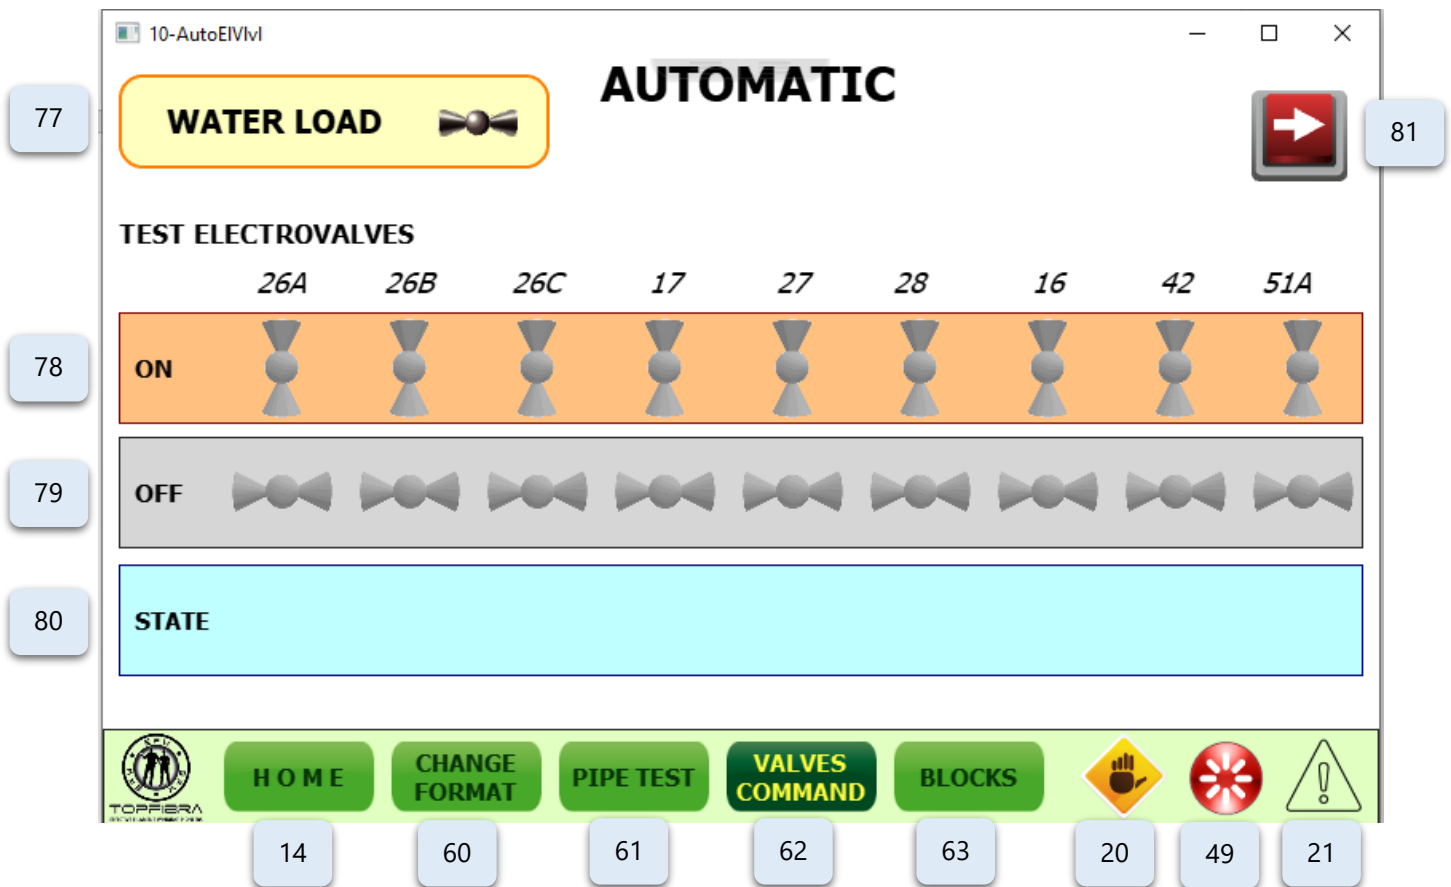 10-AutoElVlvl
AUTOMATIC
77
WATER LOAD
81
TEST ELECTROVALVES
26A 26B 26C 17 27 28 16 42 51A
78
ON
79
OFF
80
STATE
TOPFIBRA
HOME
CHANGE
FORMAT
PIPE TEST
VALVES
COMMAND
BLOCKS
14 60 61 62 63 20 49 21